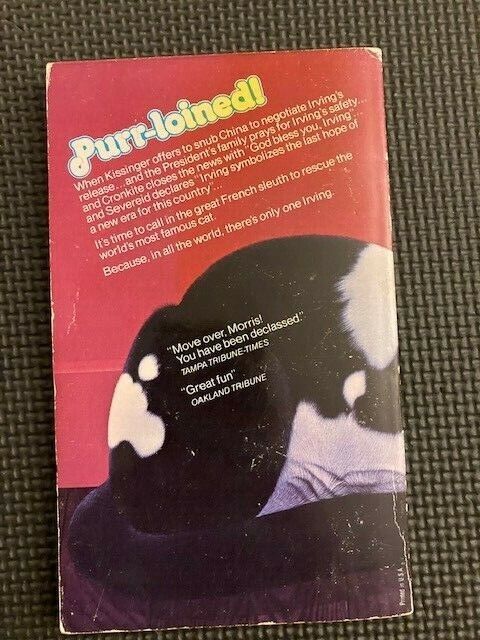 Purr-loined!
When Kissinger offers to snub China to negotiate Irving's
release...and the President's family prays for Irving's safety...
and Cronkite closes the news with "God bless you, Irving"...
and Severeid declares "Irving symbolizes the last hope of
a new era for this country"...
It's time to call in the great French sleuth to rescue the
world's most famous cat.
Because, in all the world, there's only one Irving.
"Move over, Morris!
You have been declassed."
TAMPA TRIBUNE-TIMES
"Great fun"
OAKLAND TRIBUNE
Printed in U.S.A.